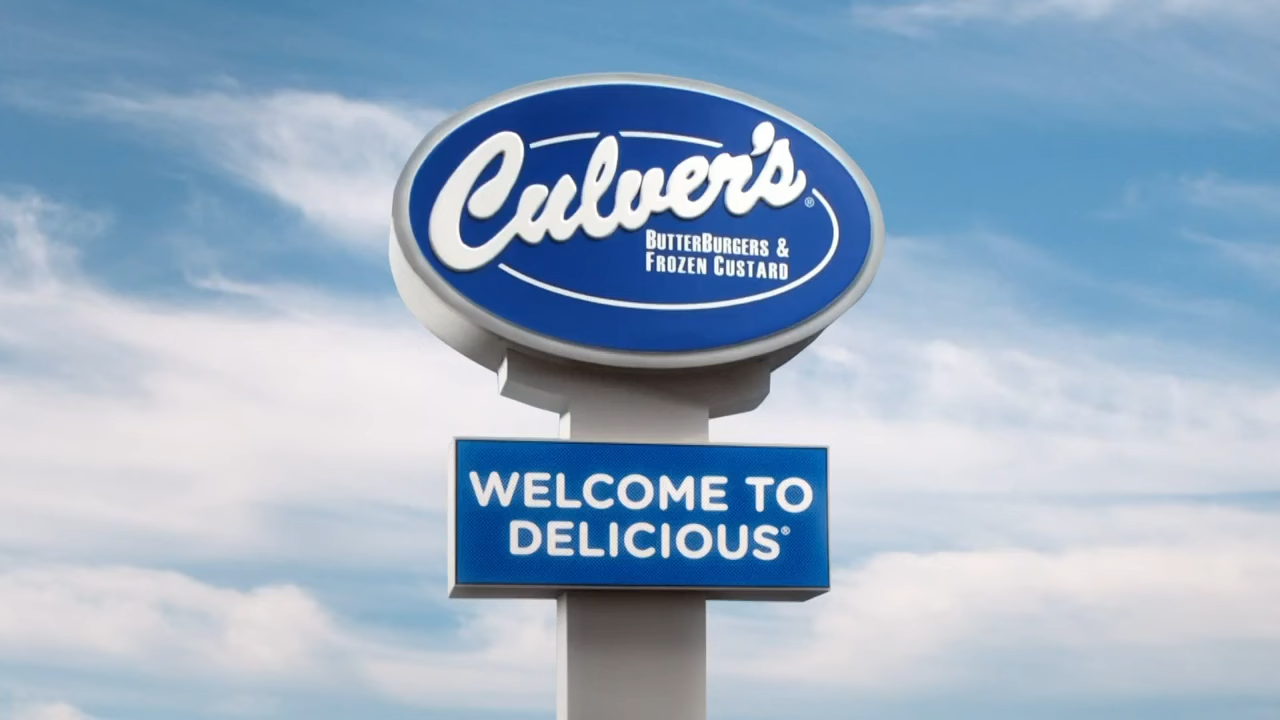 Culver's®
ButterBurgers &
Frozen Custard
WELCOME TO
DELICIOUS®